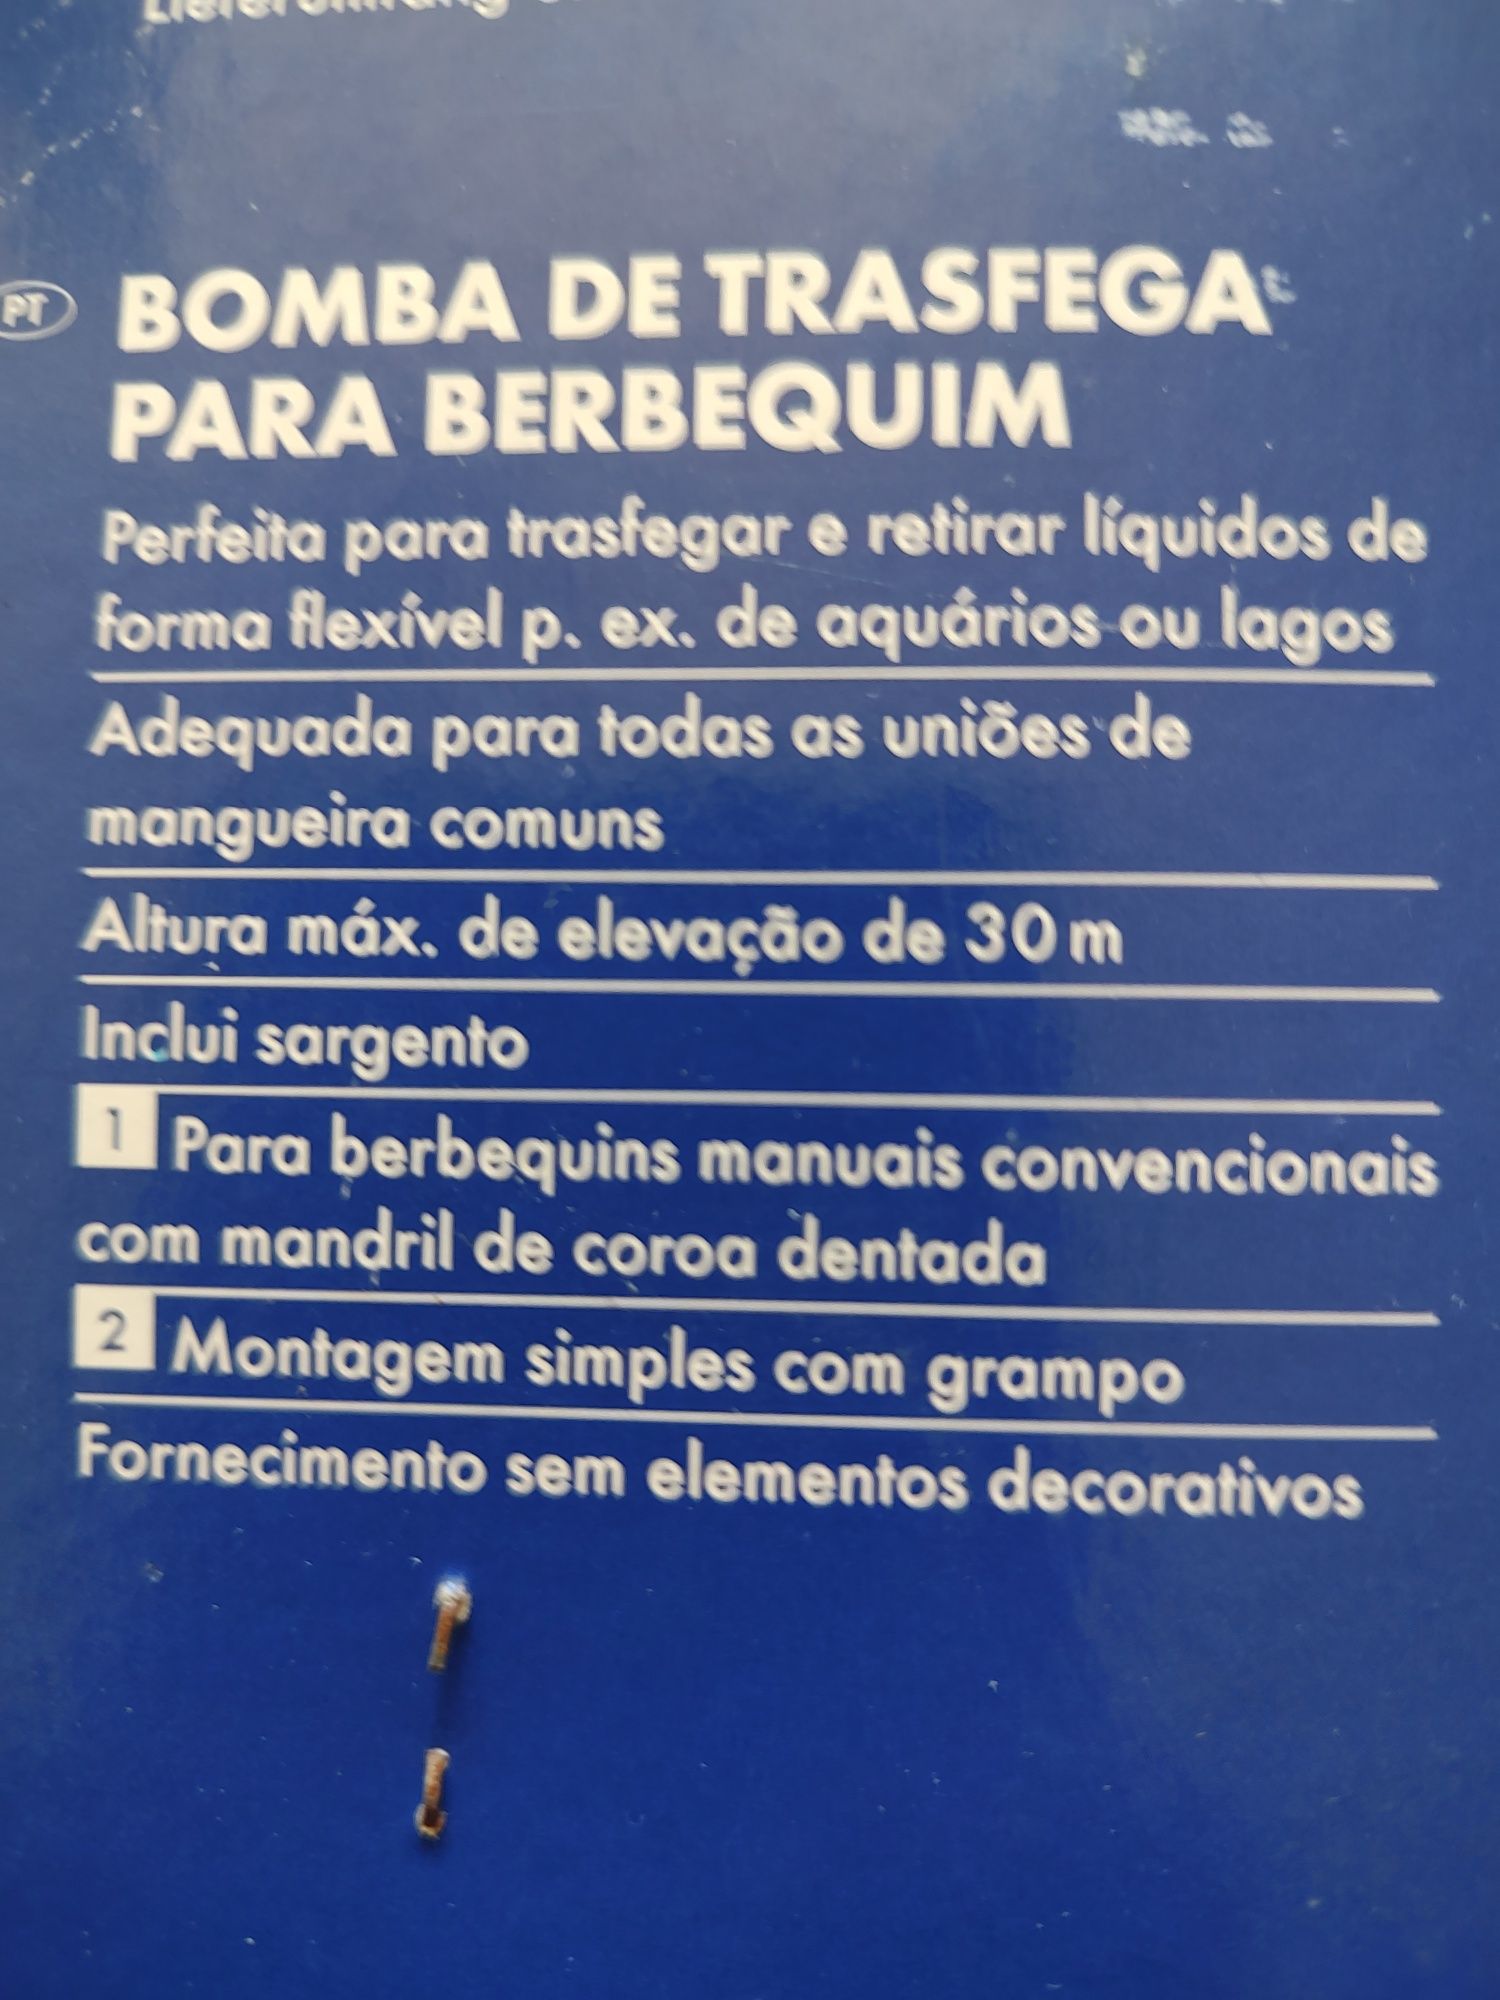 PT
BOMBA DE TRASFEGA
PARA BERBEQUIM
Perfeita para trasfegar e retirar líquidos de
forma flexível p. ex. de aquários ou lagos
Adequada para todas as uniões de
mangueira comuns
Altura máx. de elevação de 30 m
Inclui sargento
1 Para berbequins manuais convencionais
com mandril de coroa dentada
2 Montagem simples com grampo
Fornecimento sem elementos decorativos